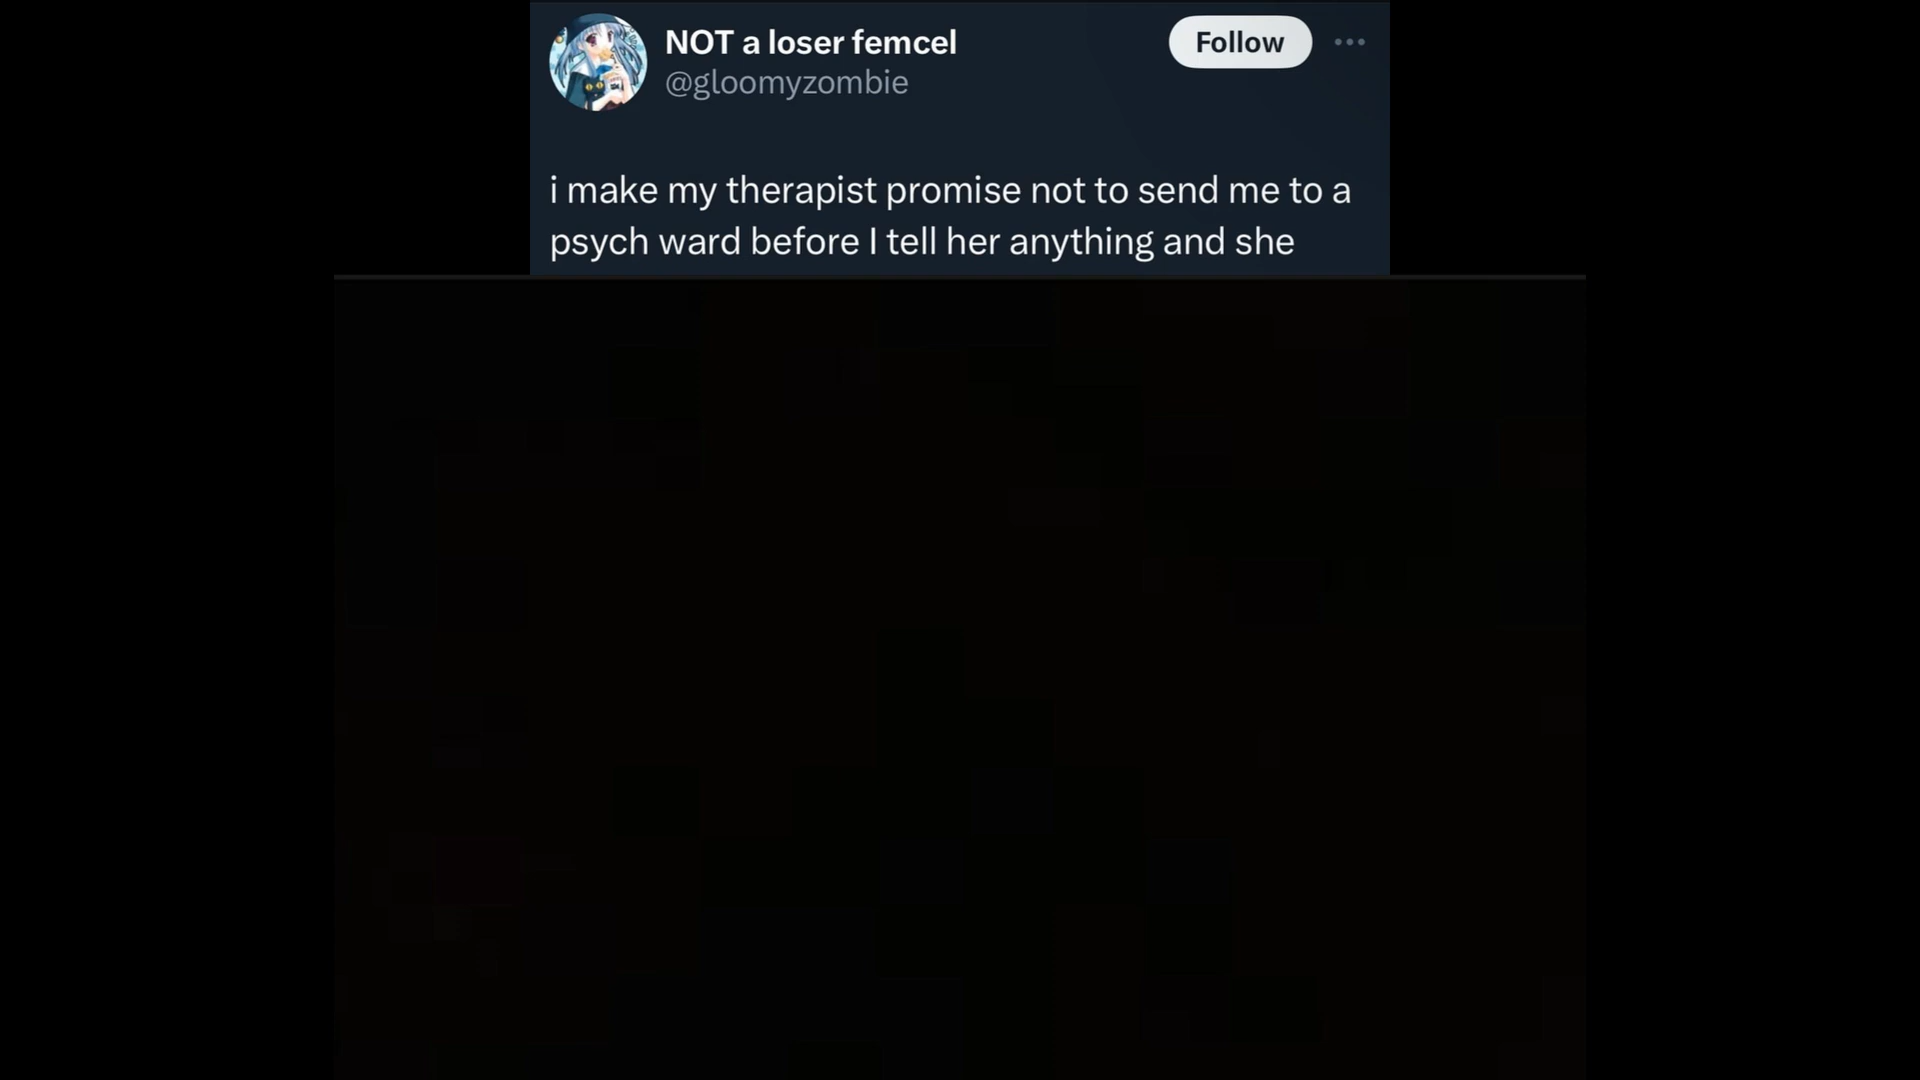 NOT a loser femcel
Follow
@gloomyzombie
i make my therapist promise not to send me to a
psych ward before I tell her anything and she